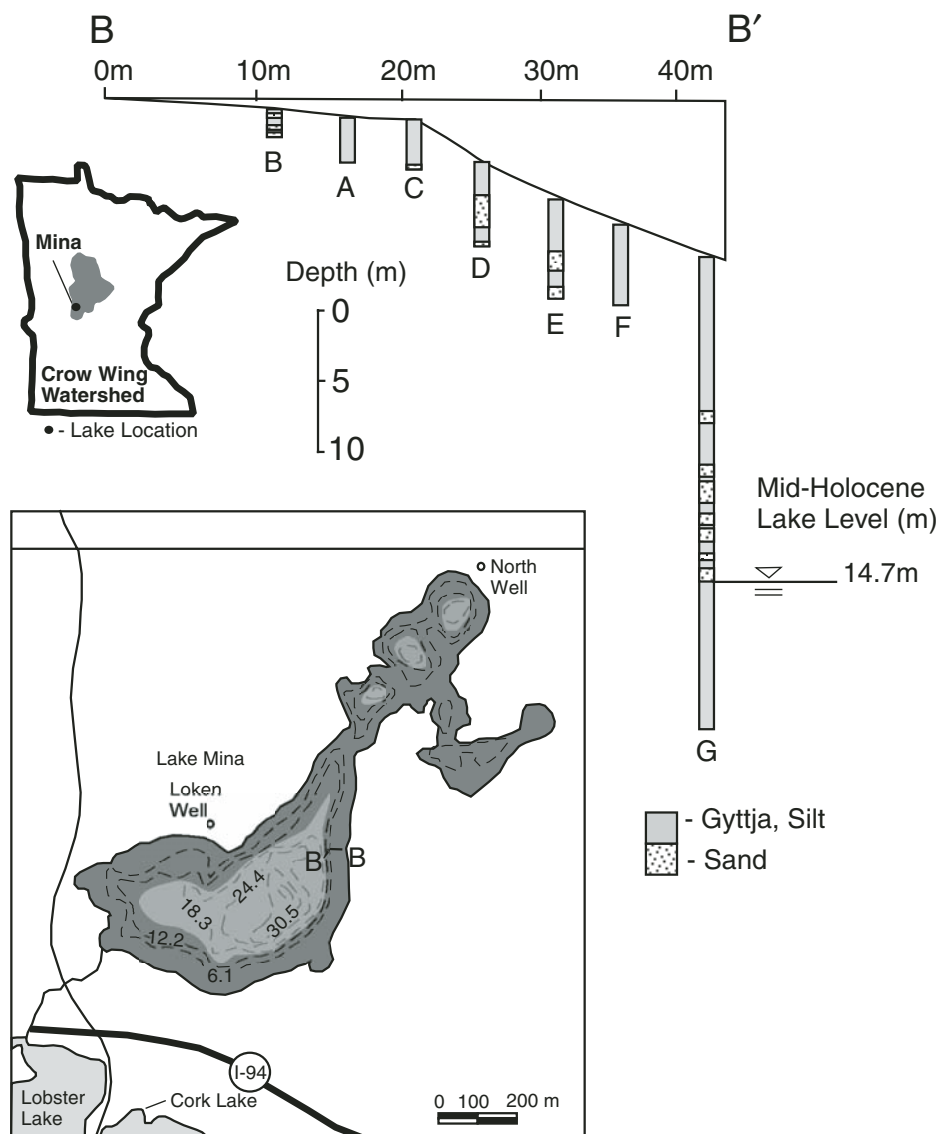 B
B′
0m
10m
20m
30m
40m
B
A
C
D
E
F
G
Mina
Crow Wing
Watershed
- Lake Location
Depth (m)
0
5
10
Mid-Holocene
Lake Level (m)
14.7m
- Gyttja, Silt
- Sand
North
Well
Lake Mina
Loken
Well
B
B
24.4
18.3
30.5
12.2
6.1
I-94
Lobster
Lake
Cork Lake
0 100 200 m